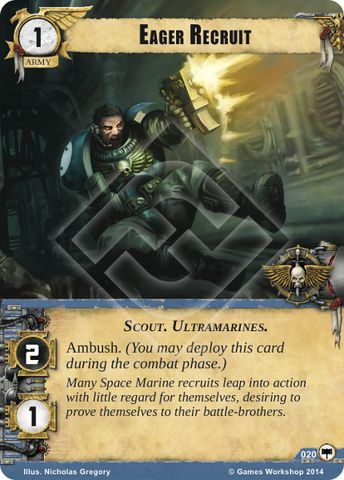 1
ARMY
Eager Recruit
Scout. Ultramarines.
2
Ambush. (You may deploy this card
during the combat phase.)
Many Space Marine recruits leap into action
with little regard for themselves, desiring to
prove themselves to their battle-brothers.
1
020
Illus. Nicholas Gregory
© Games Workshop 2014